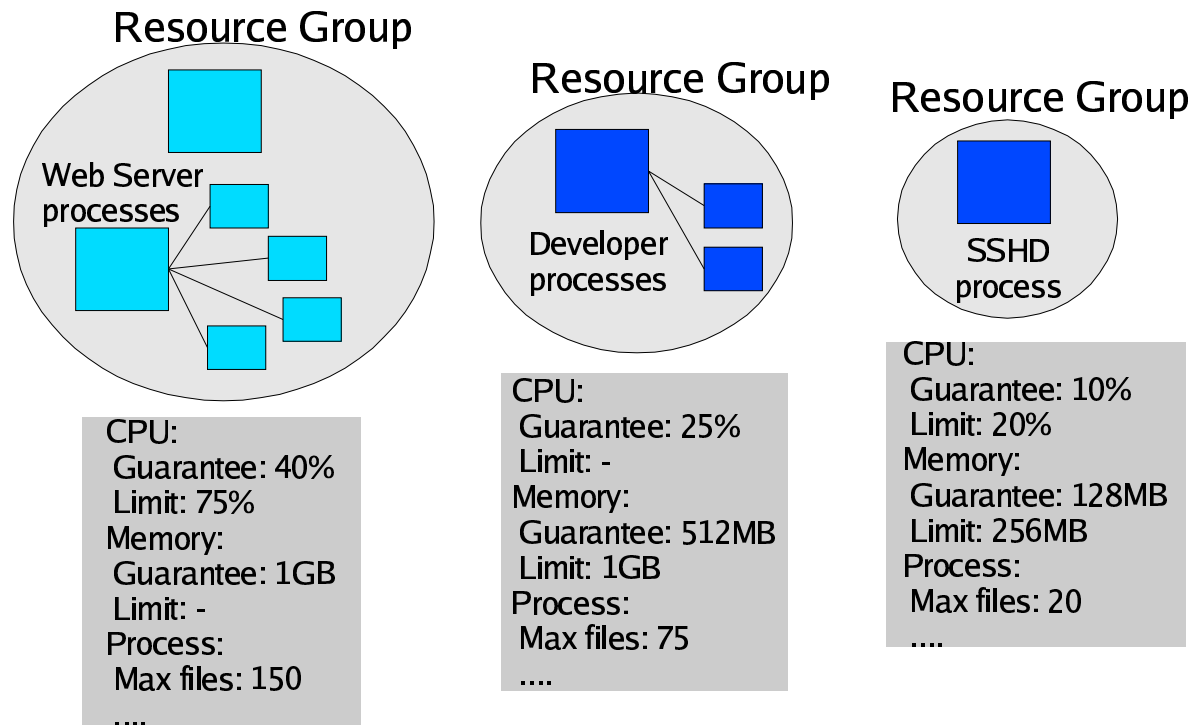 Resource Group
Web Server
processes
CPU:
Guarantee: 40%
Limit: 75%
Memory:
Guarantee: 1GB
Limit: -
Process:
Max files: 150
....
Resource Group
Developer
processes
CPU:
Guarantee: 25%
Limit: -
Memory:
Guarantee: 512MB
Limit: 1GB
Process:
Max files: 75
....
Resource Group
SSHD
process
CPU:
Guarantee: 10%
Limit: 20%
Memory:
Guarantee: 128MB
Limit: 256MB
Process:
Max files: 20
....